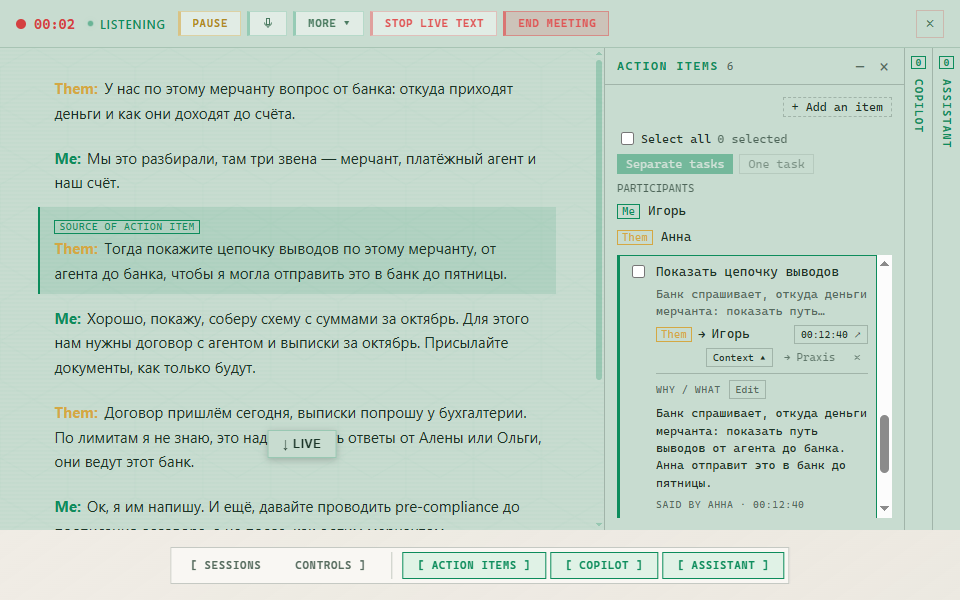 00:02 LISTENING PAUSE MORE ▾ STOP LIVE TEXT END MEETING ×
Them: У нас по этому мерчанту вопрос от банка: откуда приходят
деньги и как они доходят до счёта.
Me: Мы это разбирали, там три звена — мерчант, платёжный агент и
наш счёт.
SOURCE OF ACTION ITEM
Them: Тогда покажите цепочку выводов по этому мерчанту, от
агента до банка, чтобы я могла отправить это в банк до пятницы.
Me: Хорошо, покажу, соберу схему с суммами за октябрь. Для этого
нам нужны договор с агентом и выписки за октябрь. Присылайте
документы, как только будут.
Them: Договор пришлём сегодня, выписки попрошу у бухгалтерии.
По лимитам я не знаю, это ответы от Алены или Ольги,
они ведут этот банк.
↓ LIVE
Me: Ок, я им напишу. И ещё, давайте проводить pre-compliance до
ACTION ITEMS 6 — ×
+ Add an item
Select all 0 selected
Separate tasks One task
PARTICIPANTS
Me Игорь
Them Анна
Показать цепочку выводов
Банк спрашивает, откуда деньги
мерчанта: показать путь…
Them → Игорь 00:12:40 ↗
Context ▴ → Praxis ×
WHY / WHAT Edit
Банк спрашивает, откуда деньги
мерчанта: показать путь
выводов от агента до банка.
Анна отправит это в банк до
пятницы.
SAID BY АННА · 00:12:40
0 COPILOT
0 ASSISTANT
[ SESSIONS CONTROLS ] [ ACTION ITEMS ] [ COPILOT ] [ ASSISTANT ]